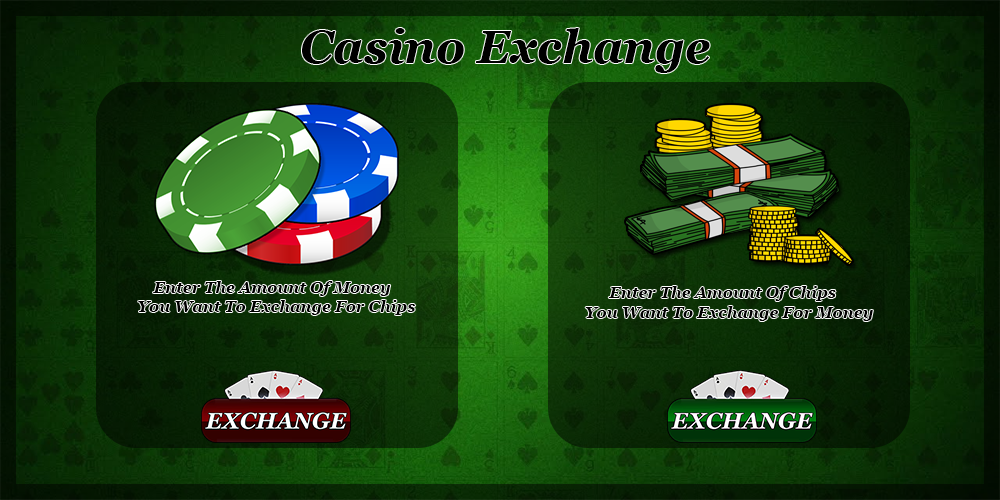 Casino Exchange
Enter The Amount Of Money
You Want To Exchange For Chips
EXCHANGE
Enter The Amount Of Chips
You Want To Exchange For Money
EXCHANGE